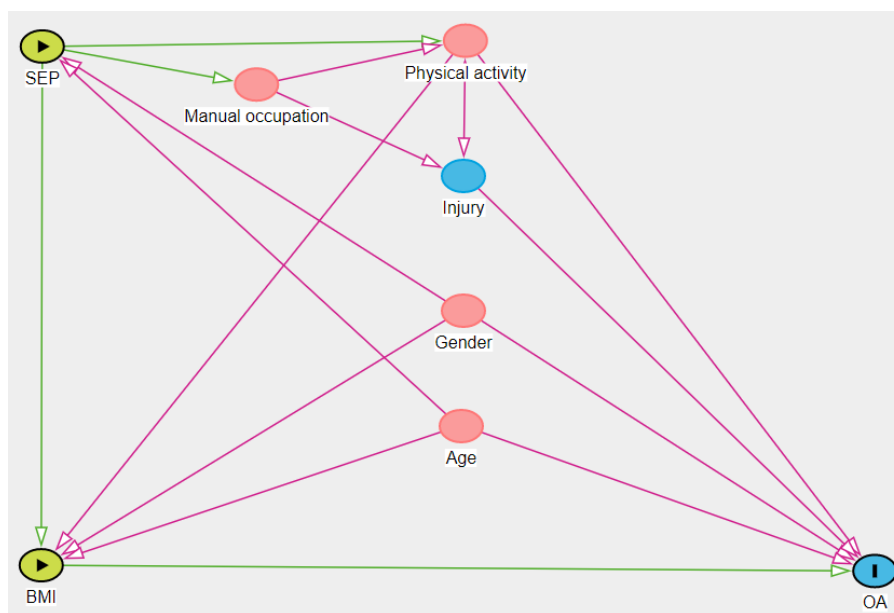 SEP
Physical activity
Manual occupation
Injury
Gender
Age
BMI
OA